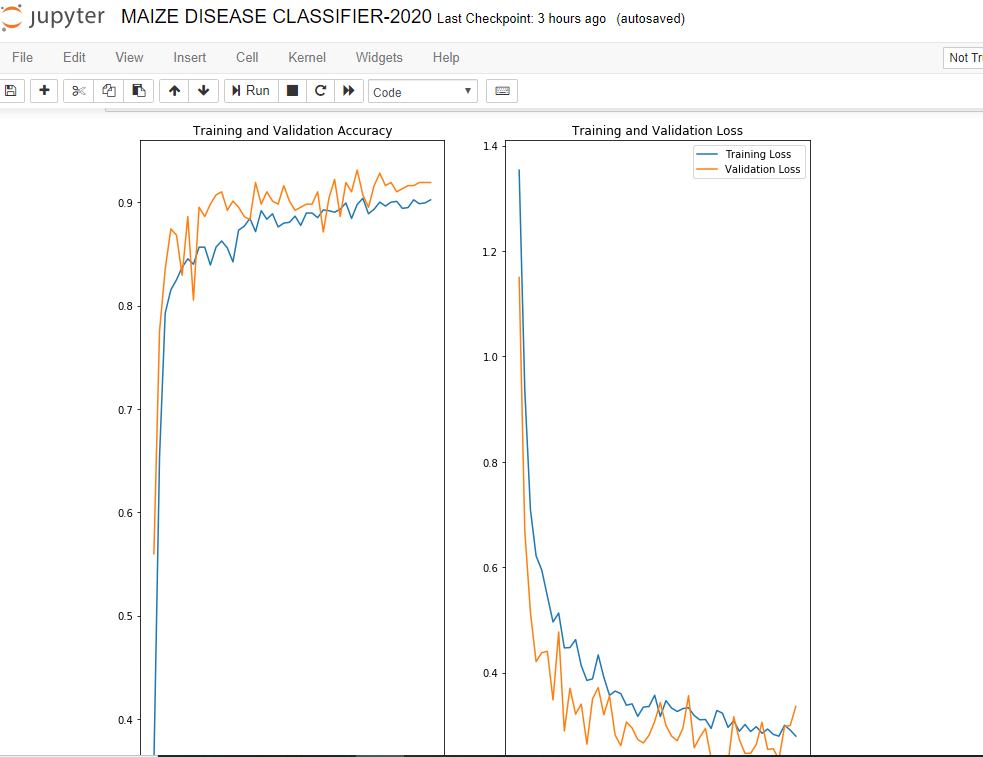 jupyter MAIZE DISEASE CLASSIFIER-2020 Last Checkpoint: 3 hours ago (autosaved)
File Edit View Insert Cell Kernel Widgets Help Not Tr
Run Code
Training and Validation Accuracy
0.9
0.8
0.7
0.6
0.5
0.4
Training and Validation Loss
Training Loss
Validation Loss
1.4
1.2
1.0
0.8
0.6
0.4